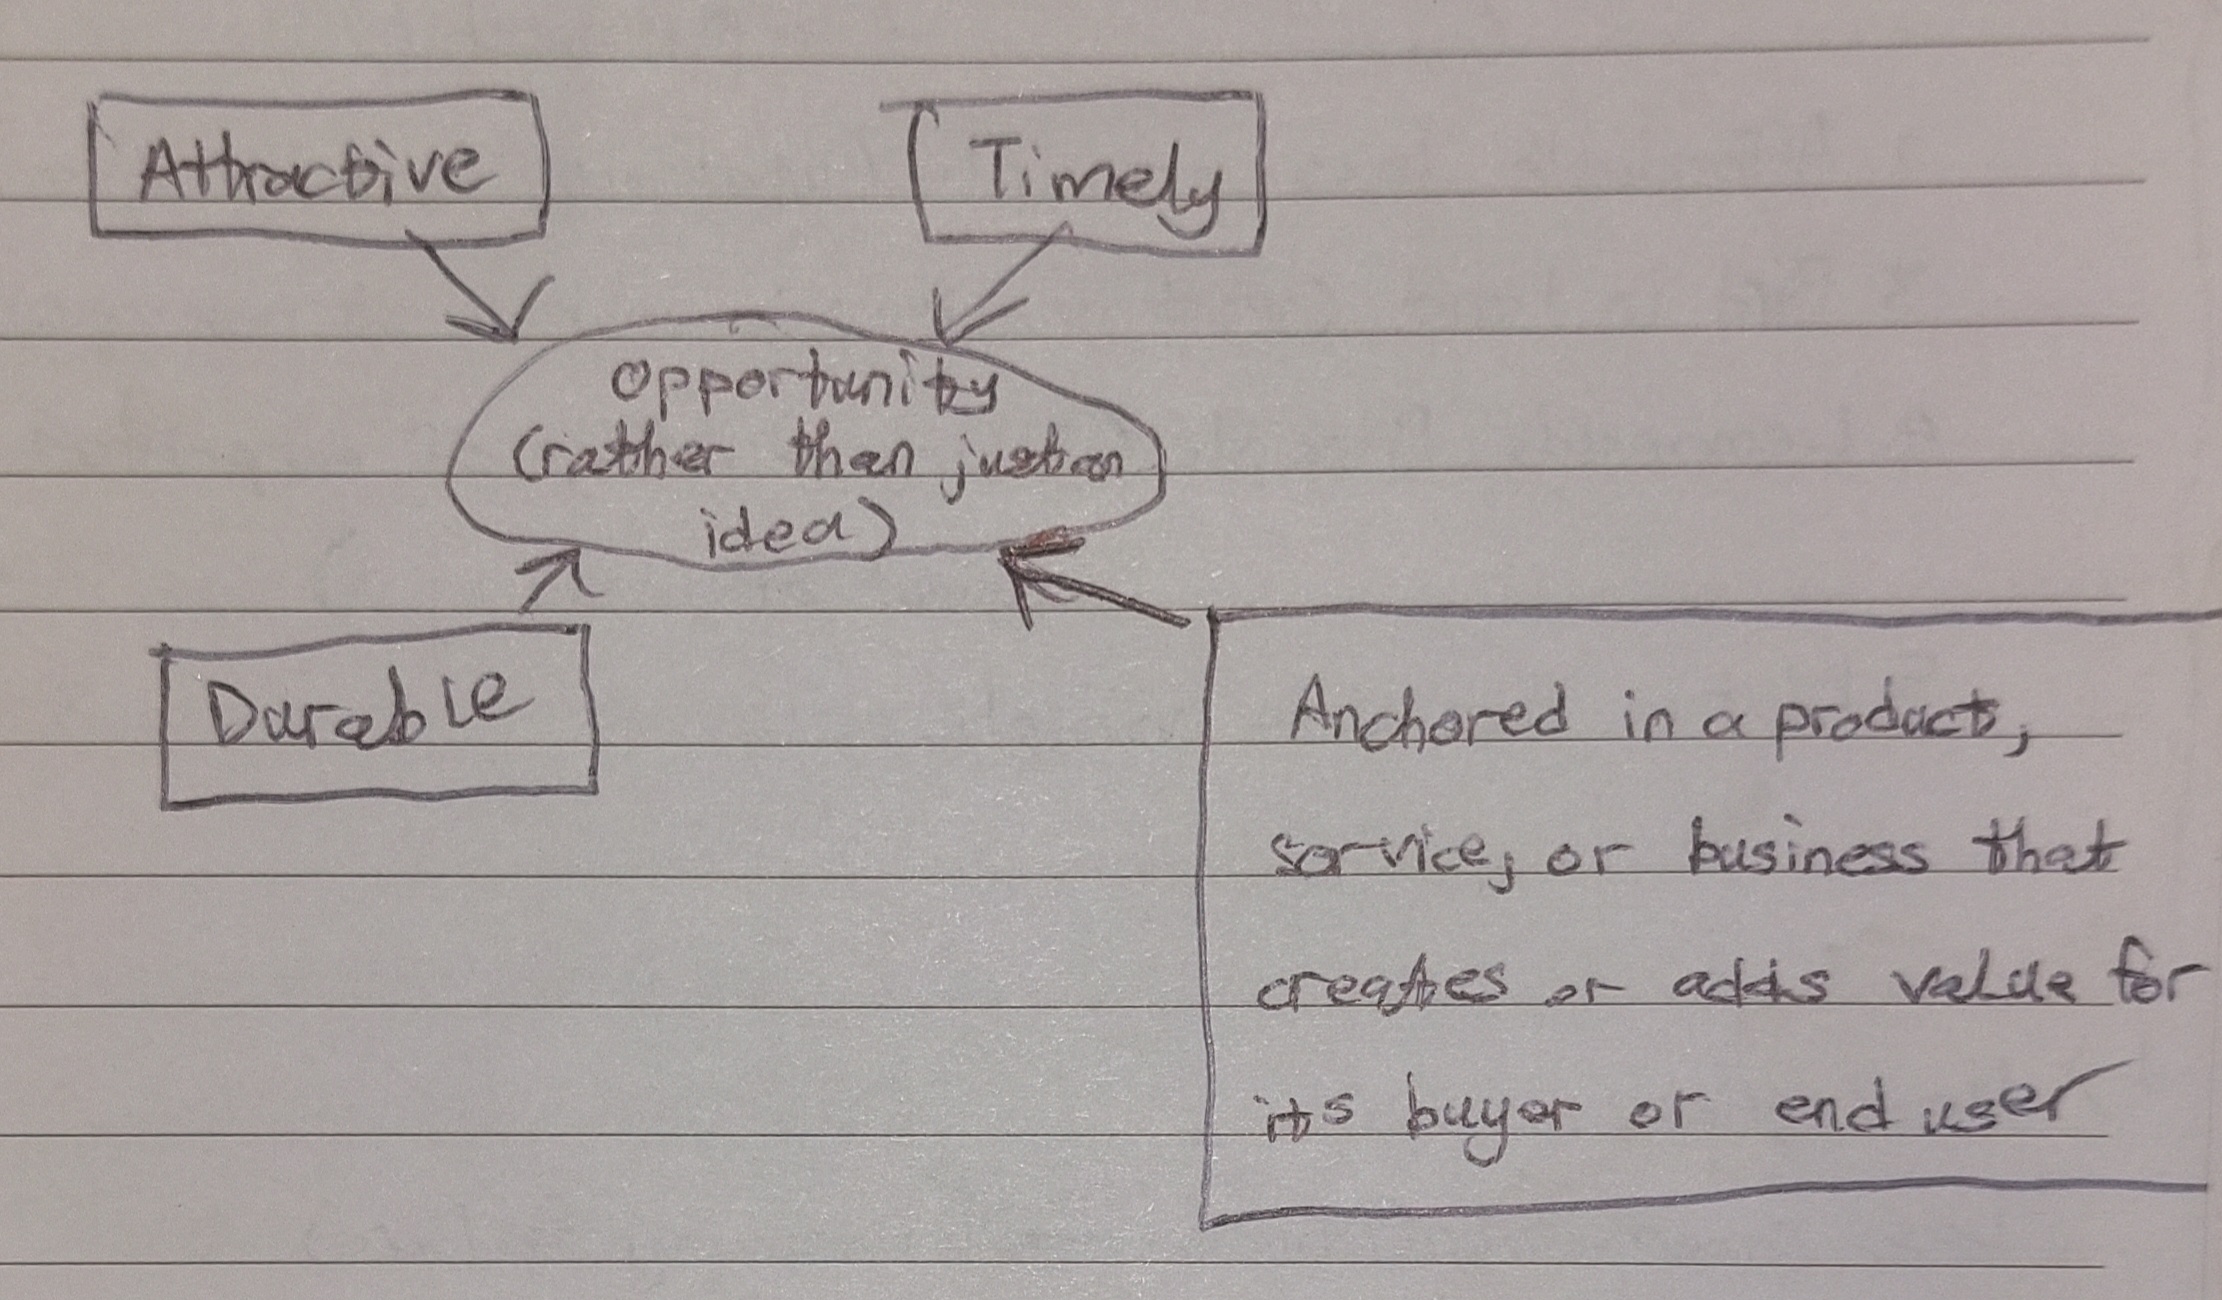 Attractive
Timely
Opportunity
(rather than just an
idea)
Durable
Anchored in a product,
service, or business that
creates or adds value for
its buyer or end user